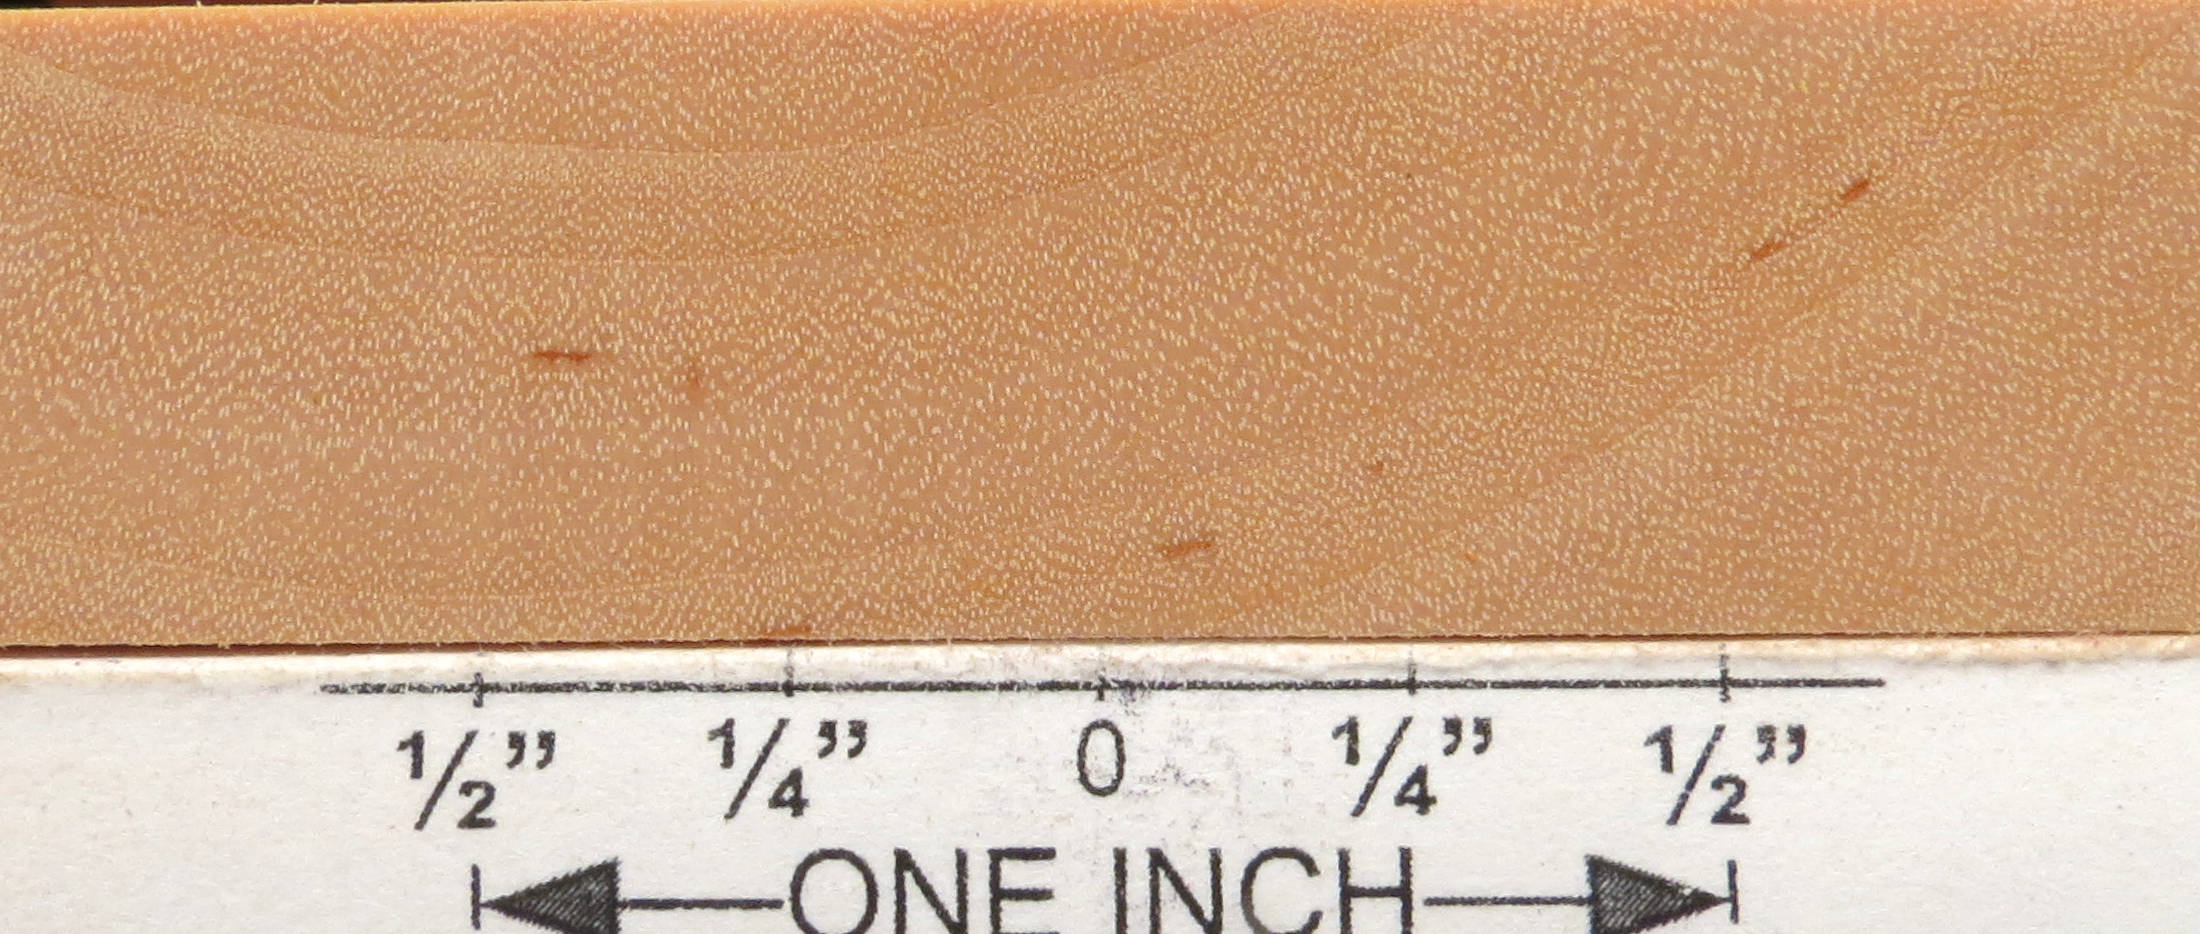 1/2” 1/4” 0 1/4” 1/2”
ONE INCH